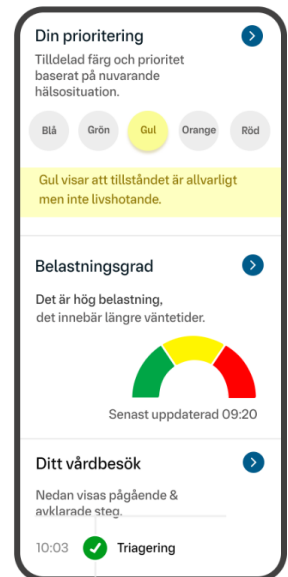 Din prioritering
Tilldelad färg och prioritet
baserat på nuvarande
hälsosituation.
Blå Grön Gul Orange Röd
Gul visar att tillståndet är allvarligt
men inte livshotande.
Belastningsgrad
Det är hög belastning,
det innebär längre väntetider.
Senast uppdaterad 09:20
Ditt vårdbesök
Nedan visas pågående &
avklarade steg.
10:03 Triagering